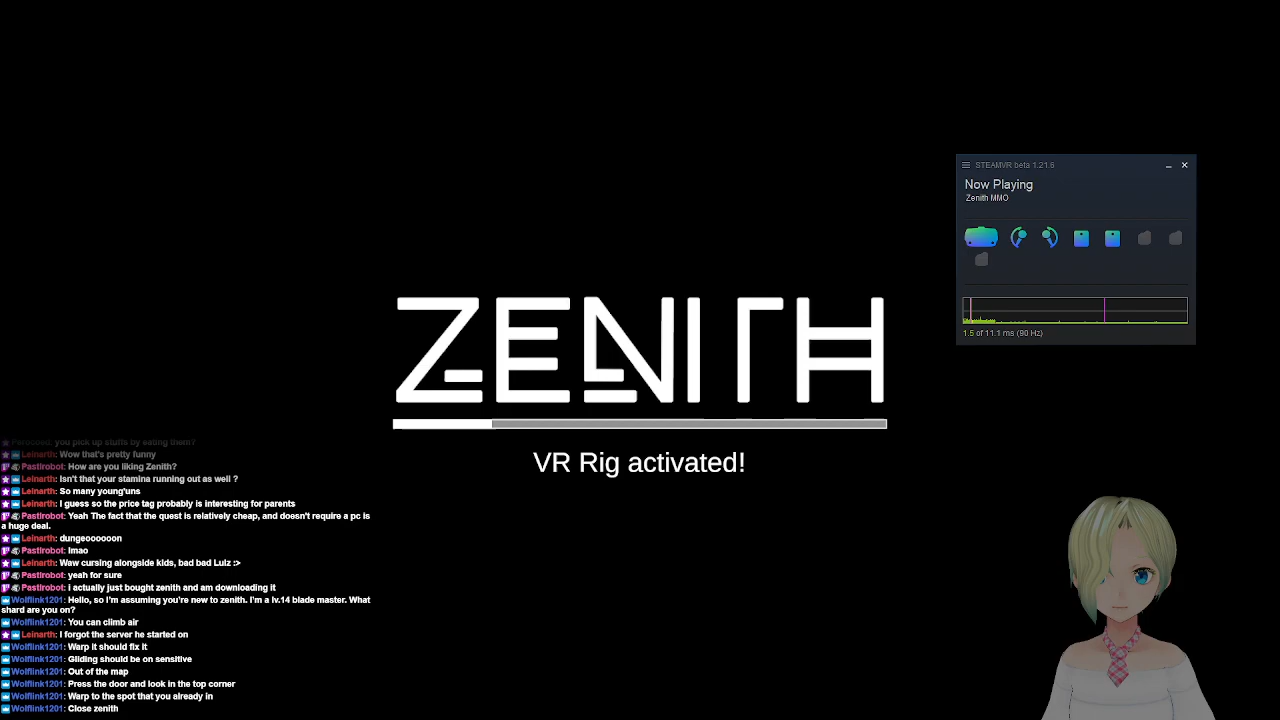 STEAMVR beta 1.21.6
Now Playing
Zenith MMO
1.5 of 11.1 ms (90 Hz)
ZENITH
VR Rig activated!
Peroceed: you pick up stuffs by eating them?
Leinarth: Wow that's pretty funny
Pastlrobot: How are you liking Zenith?
Leinarth: Isn't that your stamina running out as well ?
Leinarth: So many young'uns
Leinarth: I guess so the price tag probably is interesting for parents
Pastlrobot: Yeah The fact that the quest is relatively cheap, and doesn't require a pc is
a huge deal.
Leinarth: dungeoooooon
Pastlrobot: lmao
Leinarth: Waw cursing alongside kids, bad bad Lulz :>
Pastlrobot: yeah for sure
Pastlrobot: i actually just bought zenith and am downloading it
Wolflink1201: Hello, so I'm assuming you're new to zenith. I'm a lv.14 blade master. What
shard are you on?
Wolflink1201: You can climb air
Leinarth: I forgot the server he started on
Wolflink1201: Warp it should fix it
Wolflink1201: Gliding should be on sensitive
Wolflink1201: Out of the map
Wolflink1201: Press the door and look in the top corner
Wolflink1201: Warp to the spot that you already in
Wolflink1201: Close zenith